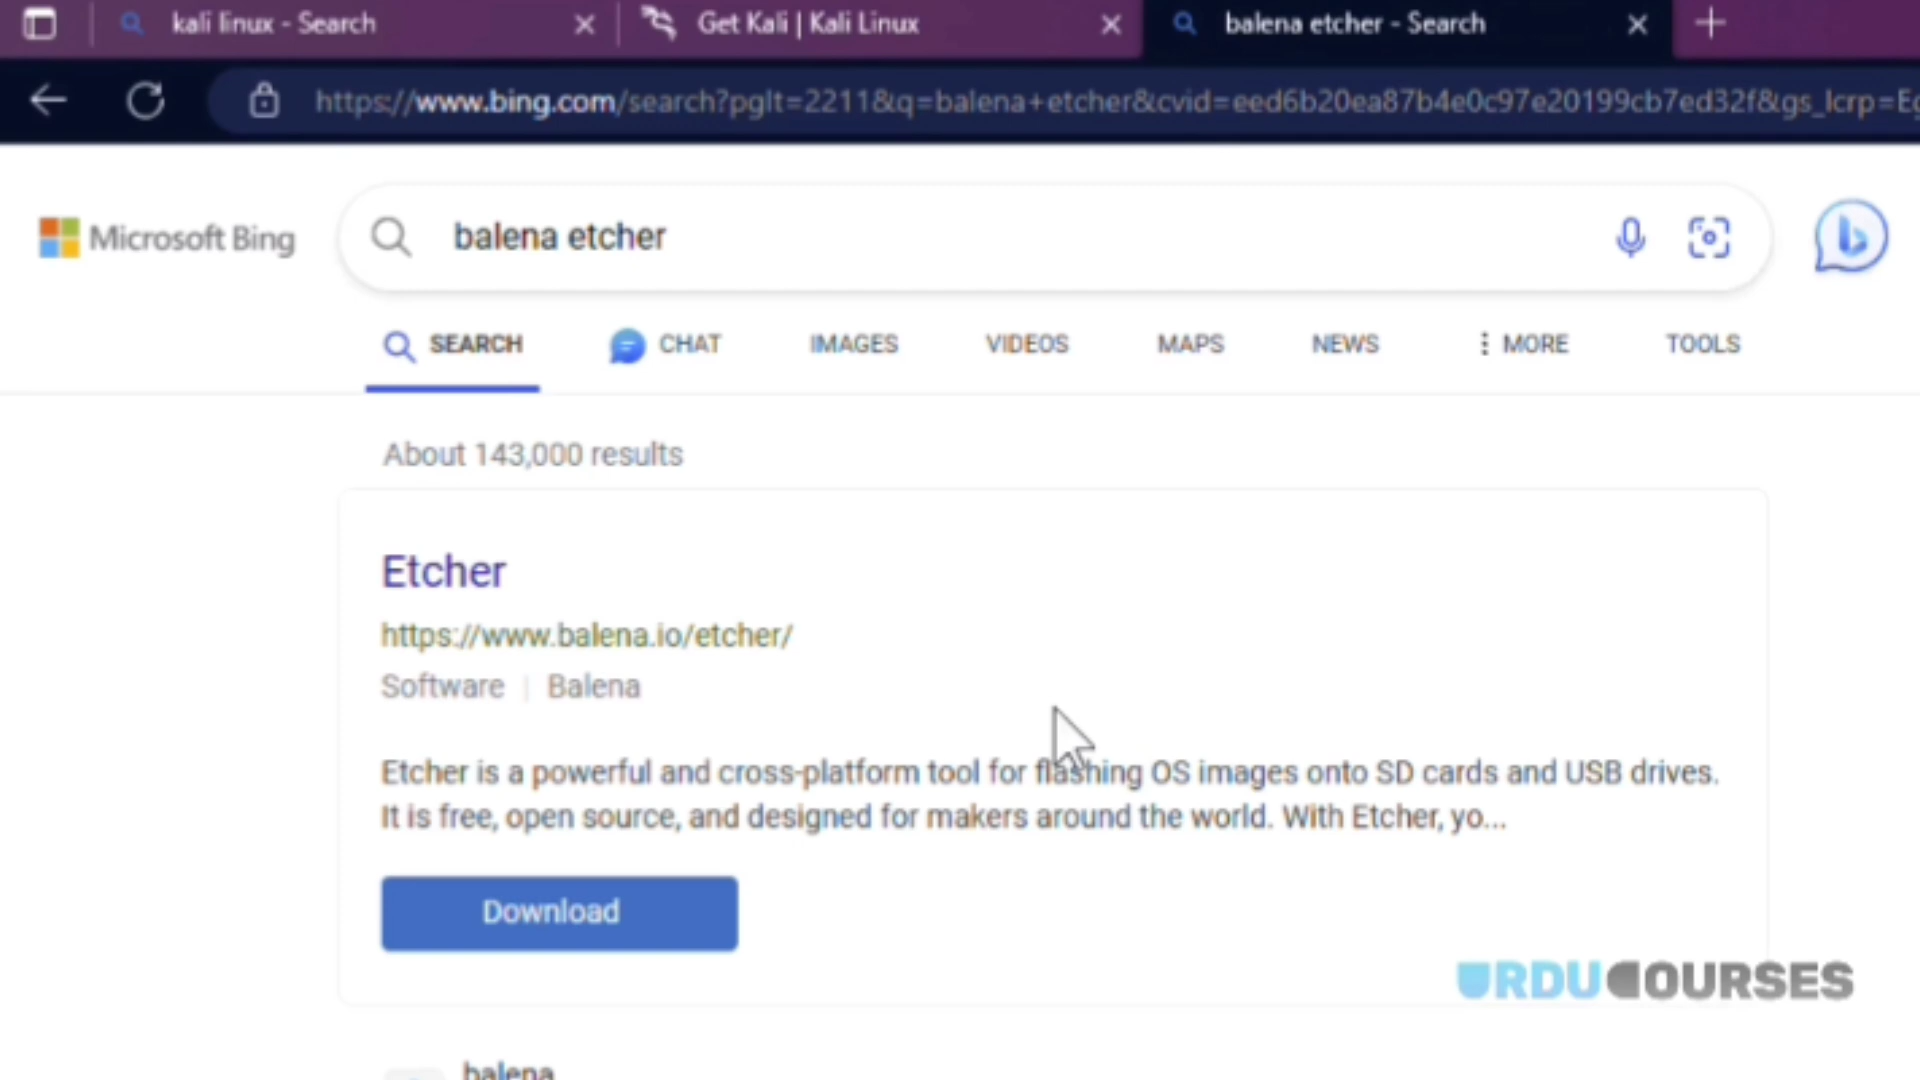 kali linux - Search
Get Kali | Kali Linux
balena etcher - Search
https://www.bing.com/search?pglt=2211&q=balena+etcher&cvid=eed6b20ea87b4e0c97e20199cb7ed32f&gs_lcrp=Eg
Microsoft Bing
balena etcher
SEARCH
CHAT
IMAGES
VIDEOS
MAPS
NEWS
MORE
TOOLS
About 143,000 results
Etcher
https://www.balena.io/etcher/
Software | Balena
Etcher is a powerful and cross-platform tool for flashing OS images onto SD cards and USB drives.
It is free, open source, and designed for makers around the world. With Etcher, yo...
Download
URDUCOURSES
balena